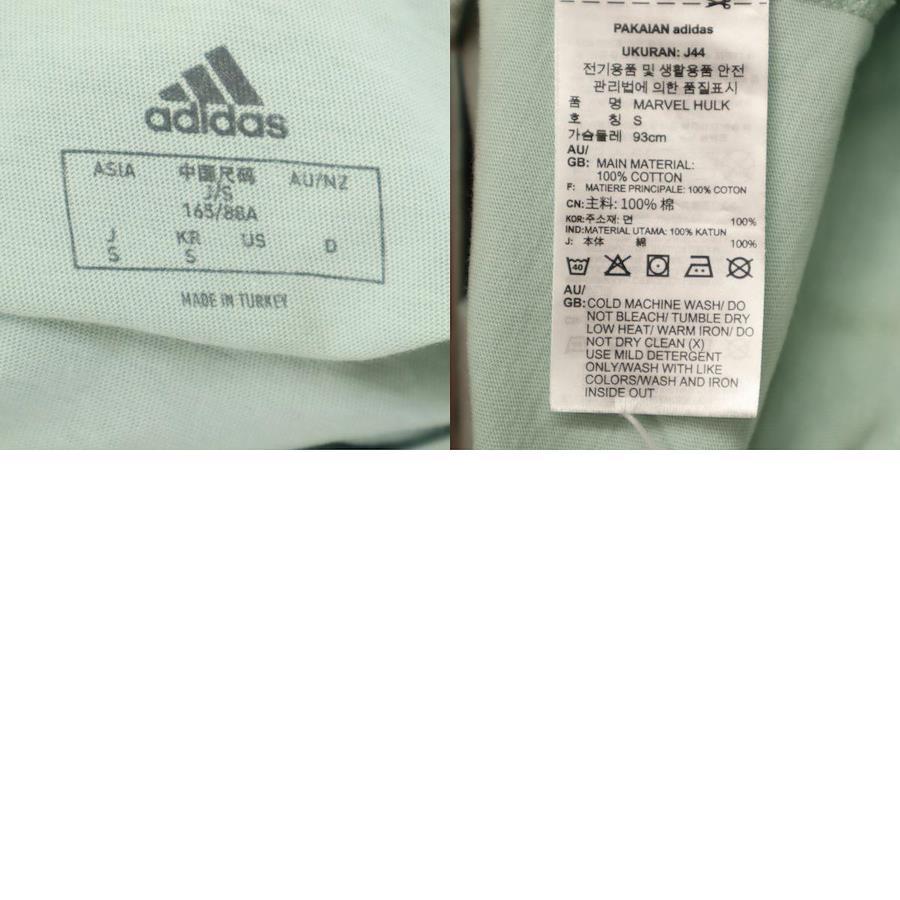 adidas
ASIA 中国尺码 AU/NZ
J/S
165/88A
J KR US D
S S
MADE IN TURKEY
PAKAIAN adidas
UKURAN: J44
전기용품 및 생활용품 안전
관리법에 의한 품질표시
품 명 MARVEL HULK
호 칭 S
가슴둘레 93cm
AU/
GB: MAIN MATERIAL:
100% COTTON
F: MATIERE PRINCIPALE: 100% COTON
CN:主料: 100% 棉
KOR:주소재: 면 100%
IND:MATERIAL UTAMA: 100% KATUN
J: 本体 綿 100%
40
AU/
GB:COLD MACHINE WASH/ DO
NOT BLEACH/ TUMBLE DRY
LOW HEAT/ WARM IRON/ DO
NOT DRY CLEAN (X)
USE MILD DETERGENT
ONLY/WASH WITH LIKE
COLORS/WASH AND IRON
INSIDE OUT